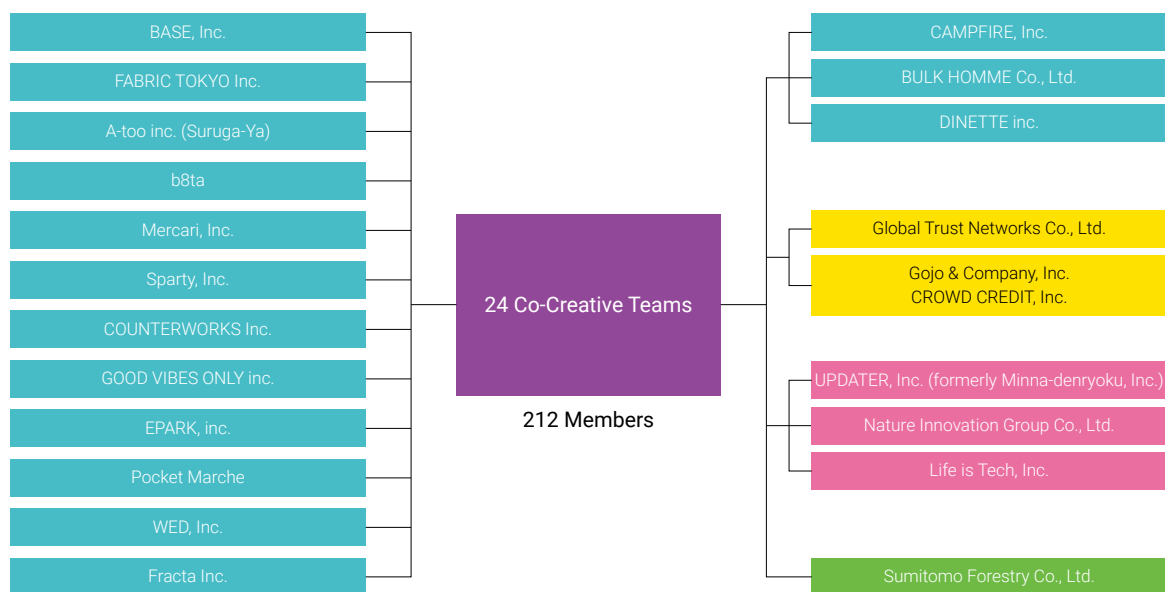 BASE, Inc.
FABRIC TOKYO Inc.
A-too inc. (Suruga-Ya)
b8ta
Mercari, Inc.
Sparty, Inc.
COUNTERWORKS Inc.
GOOD VIBES ONLY inc.
EPARK, inc.
Pocket Marche
WED, Inc.
Fracta Inc.
24 Co-Creative Teams
212 Members
CAMPFIRE, Inc.
BULK HOMME Co., Ltd.
DINETTE inc.
Global Trust Networks Co., Ltd.
Gojo & Company, Inc.
CROWD CREDIT, Inc.
UPDATER, Inc. (formerly Minna-denryoku, Inc.)
Nature Innovation Group Co., Ltd.
Life is Tech, Inc.
Sumitomo Forestry Co., Ltd.